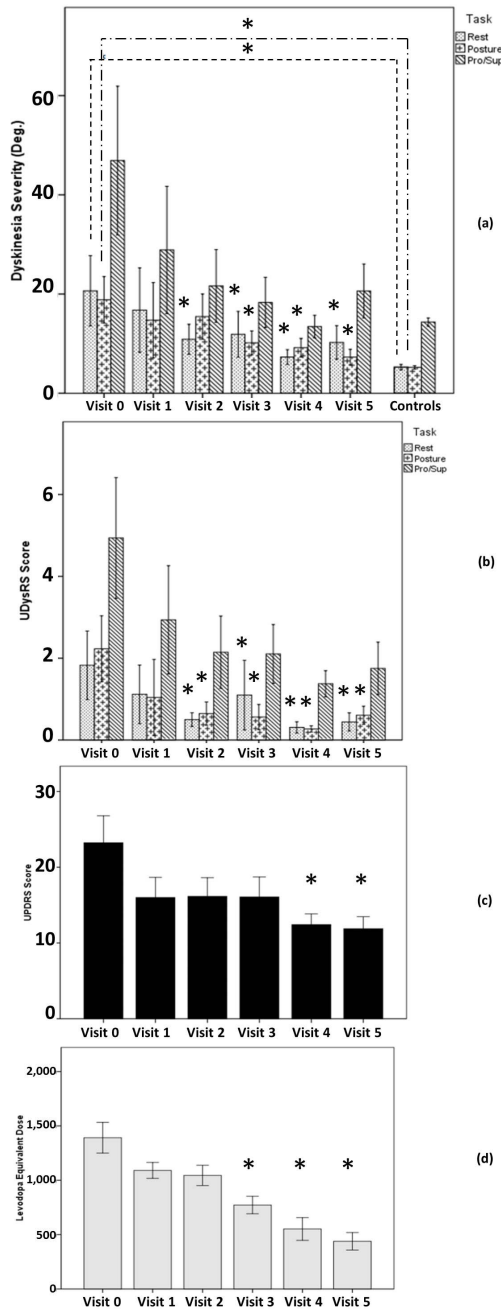 *
*
Task
Rest
Posture
Pro/Sup
60
40
20
0
Dyskinesia Severity (Deg.)
* * * * * * *
(a)
Visit 0 Visit 1 Visit 2 Visit 3 Visit 4 Visit 5 Controls
Task
Rest
Posture
Pro/Sup
6
4
2
0
UDysRS Score
* * * * * * * *
(b)
Visit 0 Visit 1 Visit 2 Visit 3 Visit 4 Visit 5
30
20
10
0
UPDRS Score
* *
(c)
Visit 0 Visit 1 Visit 2 Visit 3 Visit 4 Visit 5
2,000
1,500
1,000
500
0
Levodopa Equivalent Dose
* * *
(d)
Visit 0 Visit 1 Visit 2 Visit 3 Visit 4 Visit 5